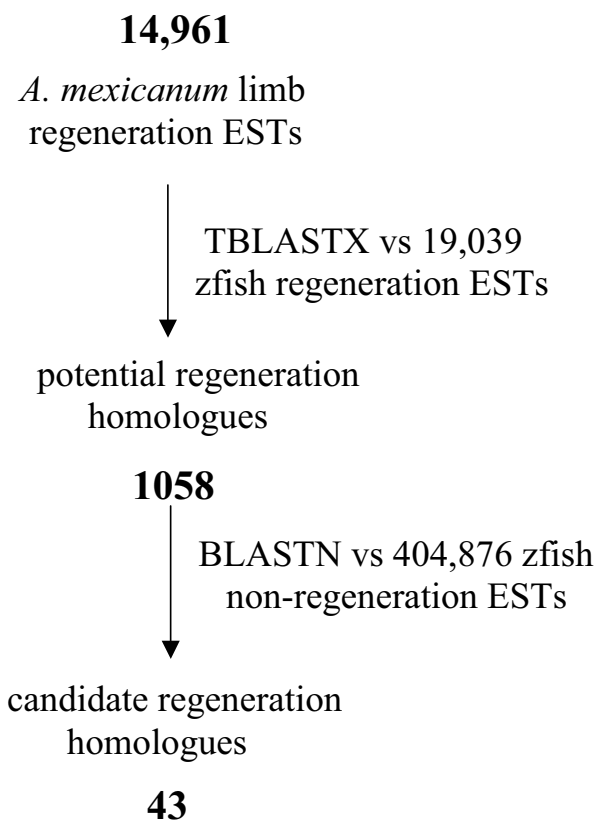 14,961
A. mexicanum limb
regeneration ESTs
TBLASTX vs 19,039
zfish regeneration ESTs
potential regeneration
homologues
1058
BLASTN vs 404,876 zfish
non-regeneration ESTs
candidate regeneration
homologues
43